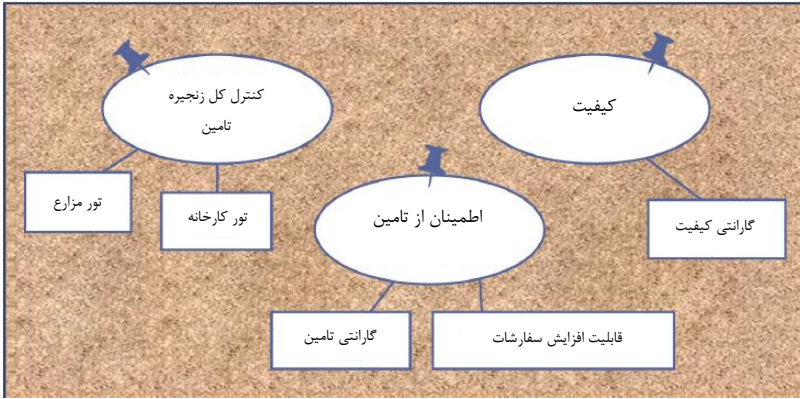 کنترل کل زنجیره
تامین
کیفیت
تور مزارع
تور کارخانه
اطمینان از تامین
گارانتی کیفیت
گارانتی تامین
قابلیت افزایش سفارشات